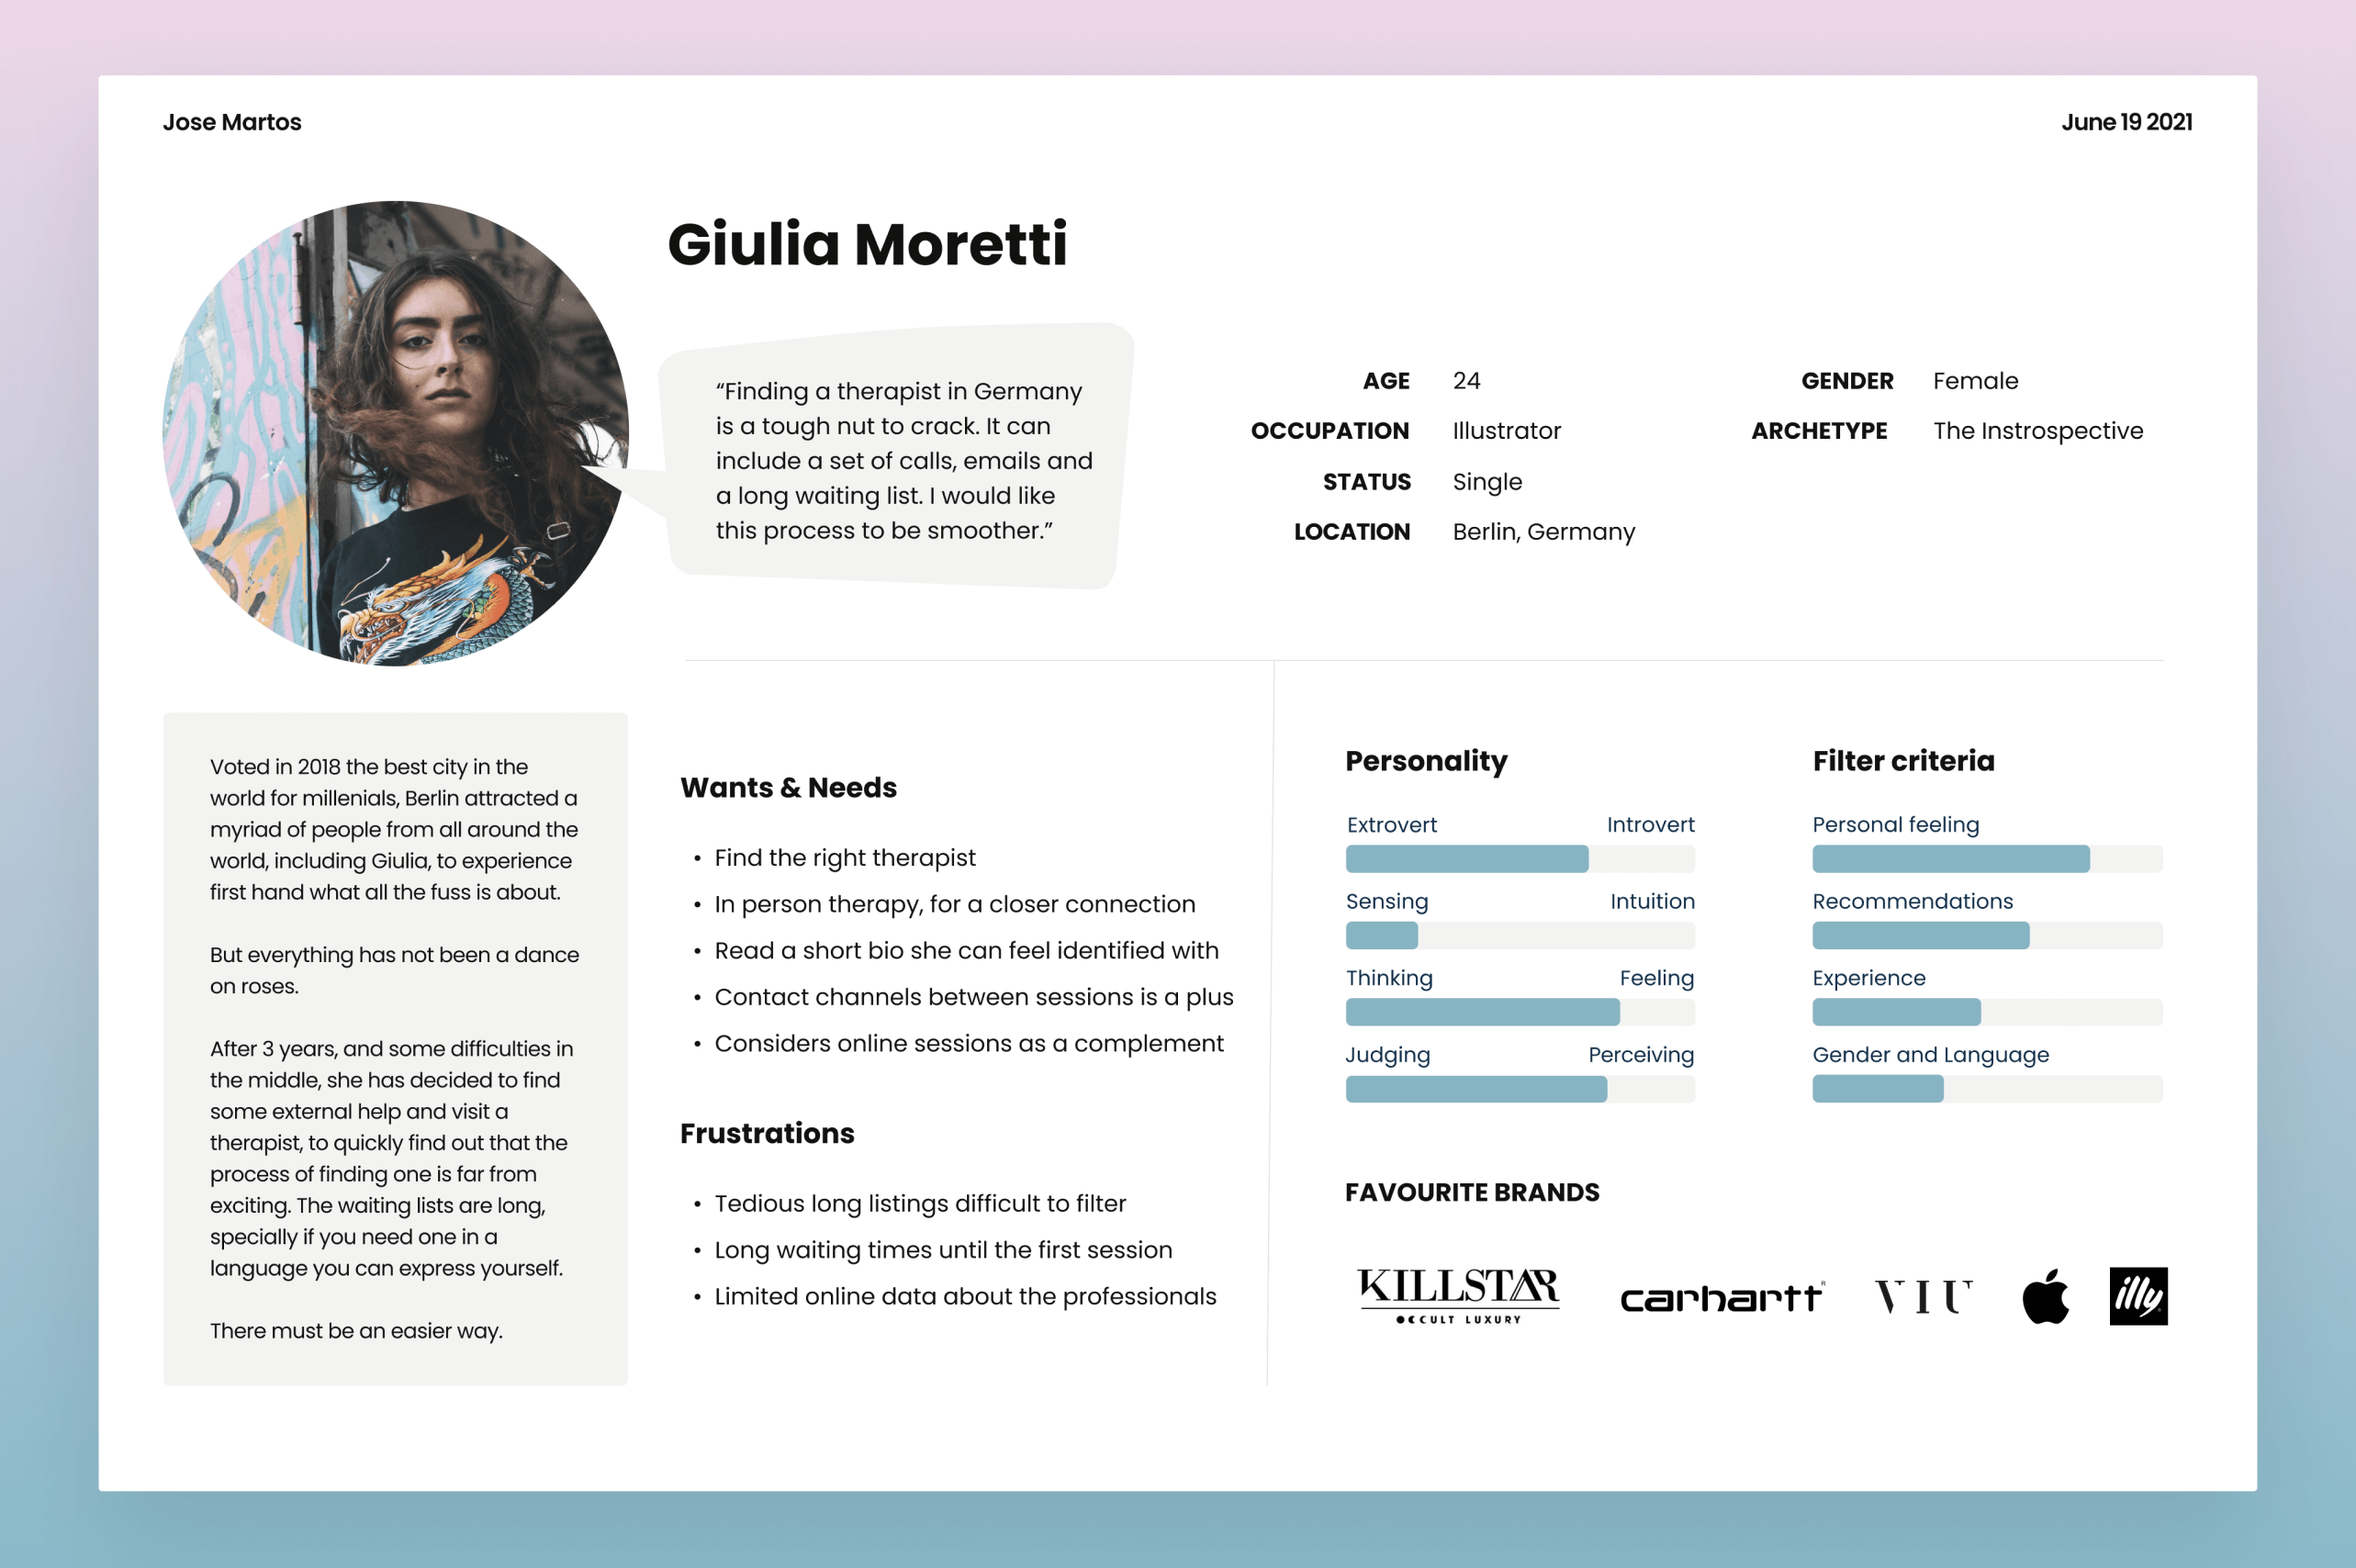 Jose Martos
June 19 2021
Giulia Moretti
“Finding a therapist in Germany
is a tough nut to crack. It can
include a set of calls, emails and
a long waiting list. I would like
this process to be smoother.”
AGE 24
OCCUPATION Illustrator
STATUS Single
LOCATION Berlin, Germany
GENDER Female
ARCHETYPE The Instrospective
Voted in 2018 the best city in the
world for millenials, Berlin attracted a
myriad of people from all around the
world, including Giulia, to experience
first hand what all the fuss is about.
But everything has not been a dance
on roses.
After 3 years, and some difficulties in
the middle, she has decided to find
some external help and visit a
therapist, to quickly find out that the
process of finding one is far from
exciting. The waiting lists are long,
specially if you need one in a
language you can express yourself.
There must be an easier way.
Wants & Needs
• Find the right therapist
• In person therapy, for a closer connection
• Read a short bio she can feel identified with
• Contact channels between sessions is a plus
• Considers online sessions as a complement
Frustrations
• Tedious long listings difficult to filter
• Long waiting times until the first session
• Limited online data about the professionals
Personality
Extrovert Introvert
Sensing Intuition
Thinking Feeling
Judging Perceiving
Filter criteria
Personal feeling
Recommendations
Experience
Gender and Language
FAVOURITE BRANDS
KILLSTAR
OCCULT LUXURY
carhartt
VIU
illy